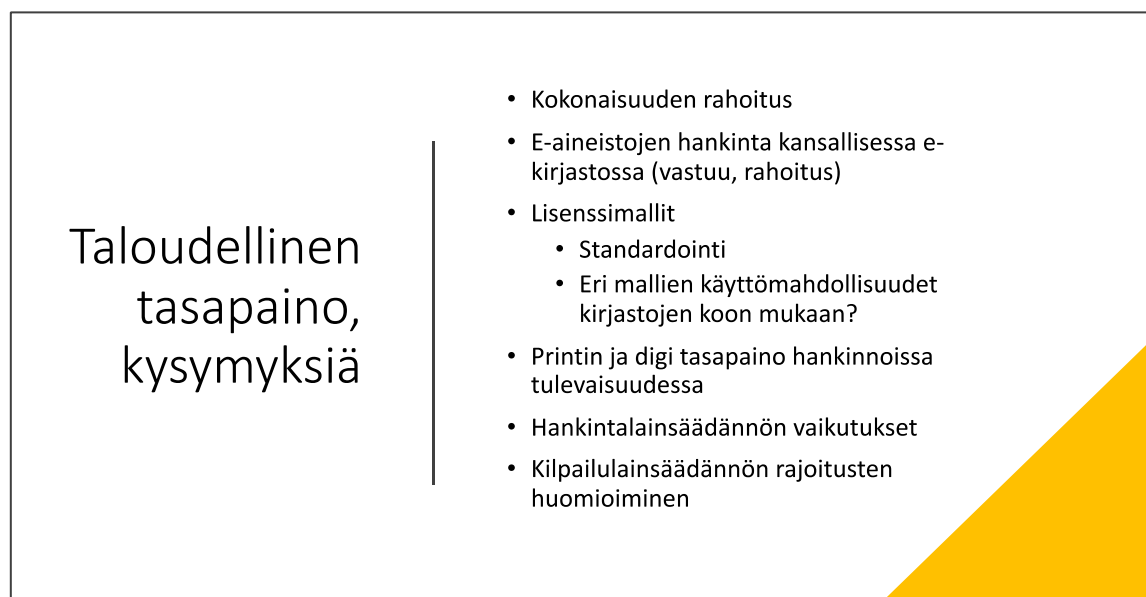 Taloudellinen
tasapaino,
kysymyksiä
• Kokonaisuuden rahoitus
• E-aineistojen hankinta kansallisessa e-
kirjastossa (vastuu, rahoitus)
• Lisenssimallit
• Standardointi
• Eri mallien käyttömahdollisuudet
kirjastojen koon mukaan?
• Printin ja digi tasapaino hankinnoissa
tulevaisuudessa
• Hankintalainsäädännön vaikutukset
• Kilpailulainsäädännön rajoitusten
huomioiminen